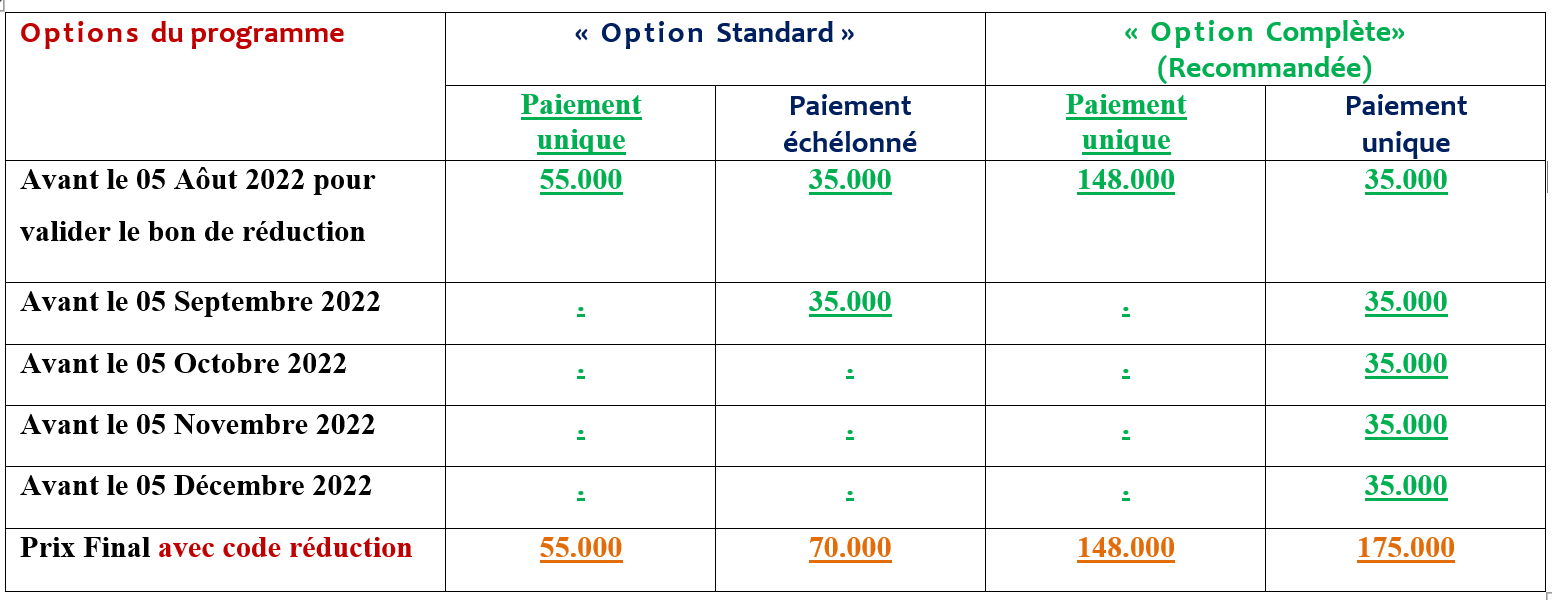 Options du programme
« Option Standard »
« Option Complète»
(Recommandée)
Paiement
unique
Paiement
échélonné
Paiement
unique
Paiement
unique
Avant le 05 Aôut 2022 pour
valider le bon de réduction
55.000
35.000
148.000
35.000
Avant le 05 Septembre 2022
.
35.000
.
35.000
Avant le 05 Octobre 2022
.
.
.
35.000
Avant le 05 Novembre 2022
.
.
.
35.000
Avant le 05 Décembre 2022
.
.
.
35.000
Prix Final avec code réduction
55.000
70.000
148.000
175.000